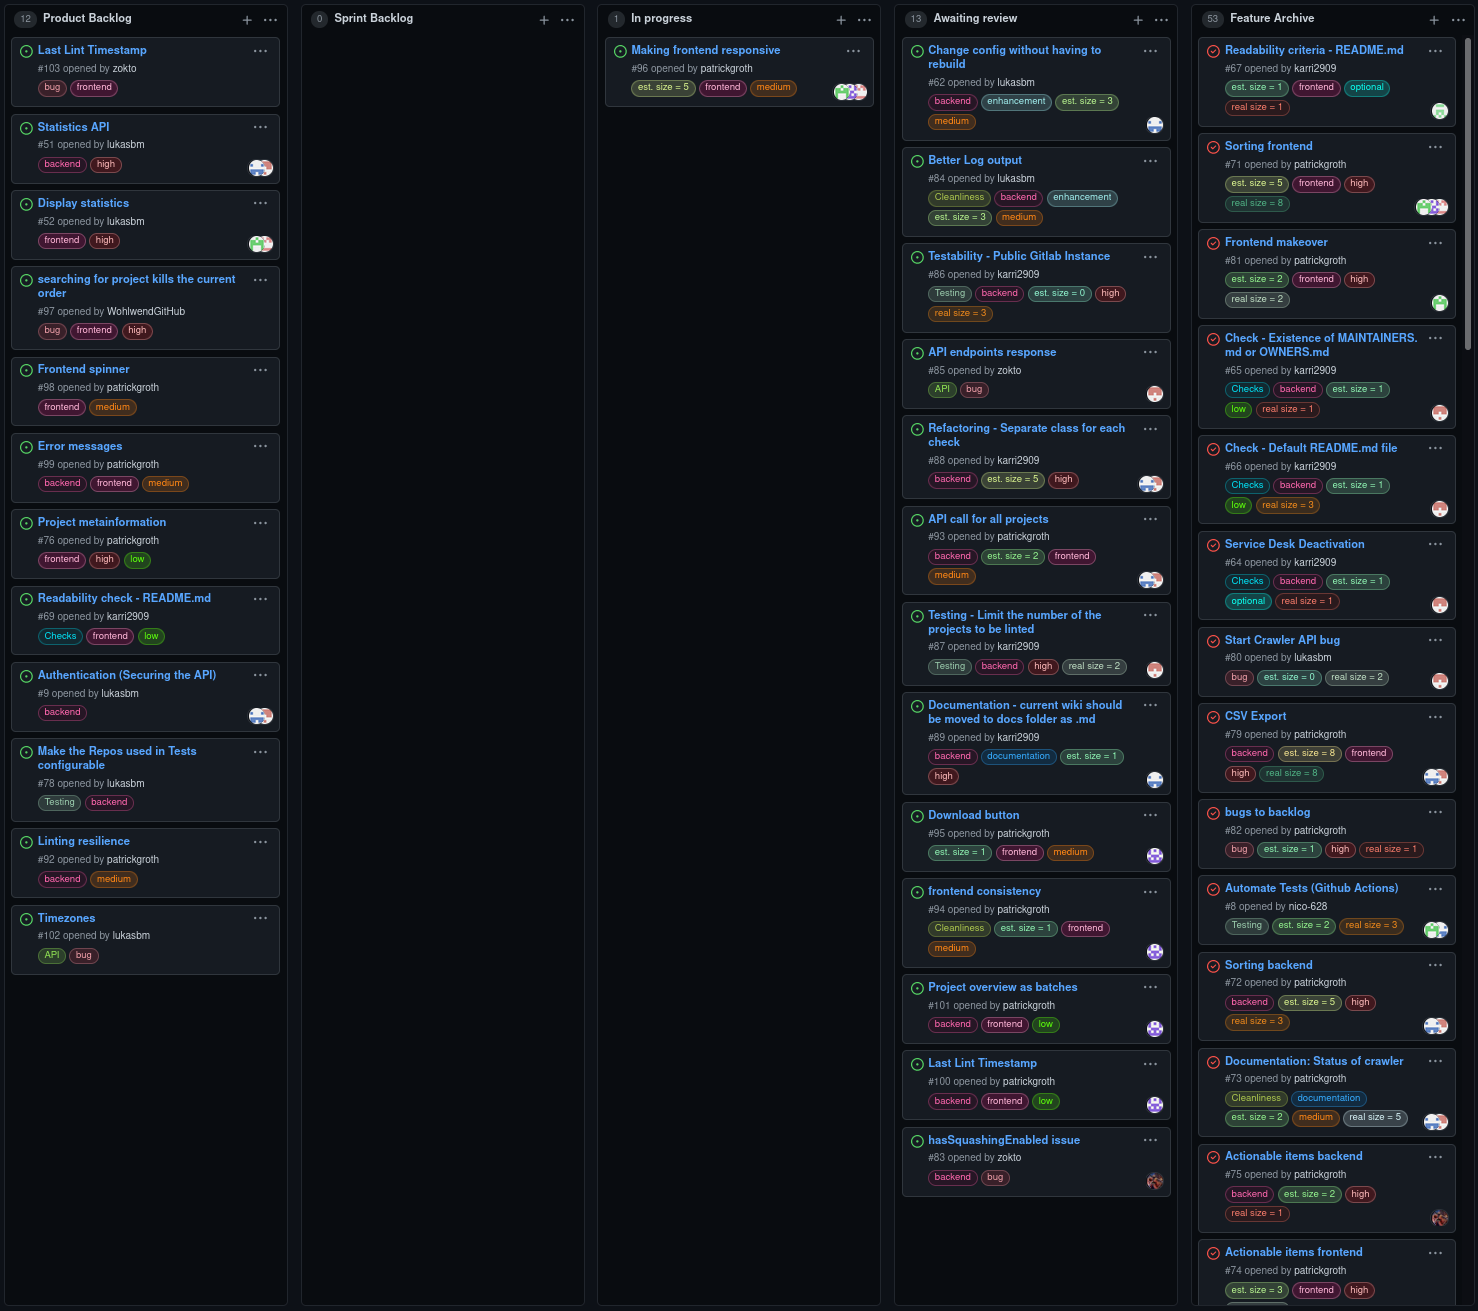 12 Product Backlog
Last Lint Timestamp
#103 opened by zokto
bug frontend
Statistics API
#51 opened by lukasbm
backend high
Display statistics
#52 opened by lukasbm
frontend high
searching for project kills the current
order
#97 opened by WohlwendGitHub
bug frontend high
Frontend spinner
#98 opened by patrickgroth
frontend medium
Error messages
#99 opened by patrickgroth
backend frontend medium
Project metainformation
#76 opened by patrickgroth
frontend high low
Readability check - README.md
#69 opened by karri2909
Checks frontend low
Authentication (Securing the API)
#9 opened by lukasbm
backend
Make the Repos used in Tests
configurable
#78 opened by lukasbm
Testing backend
Linting resilience
#92 opened by patrickgroth
backend medium
Timezones
#102 opened by lukasbm
API bug
0 Sprint Backlog
1 In progress
Making frontend responsive
#96 opened by patrickgroth
est. size = 5 frontend medium
13 Awaiting review
Change config without having to
rebuild
#62 opened by lukasbm
backend enhancement est. size = 3
medium
Better Log output
#84 opened by lukasbm
Cleanliness backend enhancement
est. size = 3 medium
Testability - Public Gitlab Instance
#86 opened by karri2909
Testing backend est. size = 0 high
real size = 3
API endpoints response
#85 opened by zokto
API bug
Refactoring - Separate class for each
check
#88 opened by karri2909
backend est. size = 5 high
API call for all projects
#93 opened by patrickgroth
backend est. size = 2 frontend
medium
Testing - Limit the number of the
projects to be linted
#87 opened by karri2909
Testing backend high real size = 2
Documentation - current wiki should
be moved to docs folder as .md
#89 opened by karri2909
backend documentation est. size = 1
high
Download button
#95 opened by patrickgroth
est. size = 1 frontend medium
frontend consistency
#94 opened by patrickgroth
Cleanliness est. size = 1 frontend
medium
Project overview as batches
#101 opened by patrickgroth
backend frontend low
Last Lint Timestamp
#100 opened by patrickgroth
backend frontend low
hasSquashingEnabled issue
#83 opened by zokto
backend bug
53 Feature Archive
Readability criteria - README.md
#67 opened by karri2909
est. size = 1 frontend optional
real size = 1
Sorting frontend
#71 opened by patrickgroth
est. size = 5 frontend high
real size = 8
Frontend makeover
#81 opened by patrickgroth
est. size = 2 frontend high
real size = 2
Check - Existence of MAINTAINERS.
md or OWNERS.md
#65 opened by karri2909
Checks backend est. size = 1
low real size = 1
Check - Default README.md file
#66 opened by karri2909
Checks backend est. size = 1
low real size = 3
Service Desk Deactivation
#64 opened by karri2909
Checks backend est. size = 1
optional real size = 1
Start Crawler API bug
#80 opened by lukasbm
bug est. size = 0 real size = 2
CSV Export
#79 opened by patrickgroth
backend est. size = 8 frontend
high real size = 8
bugs to backlog
#82 opened by patrickgroth
bug est. size = 1 high real size = 1
Automate Tests (Github Actions)
#8 opened by nico-628
Testing est. size = 2 real size = 3
Sorting backend
#72 opened by patrickgroth
backend est. size = 5 high
real size = 3
Documentation: Status of crawler
#73 opened by patrickgroth
Cleanliness documentation
est. size = 2 medium real size = 5
Actionable items backend
#75 opened by patrickgroth
backend est. size = 2 high
real size = 1
Actionable items frontend
#74 opened by patrickgroth
est. size = 3 frontend high